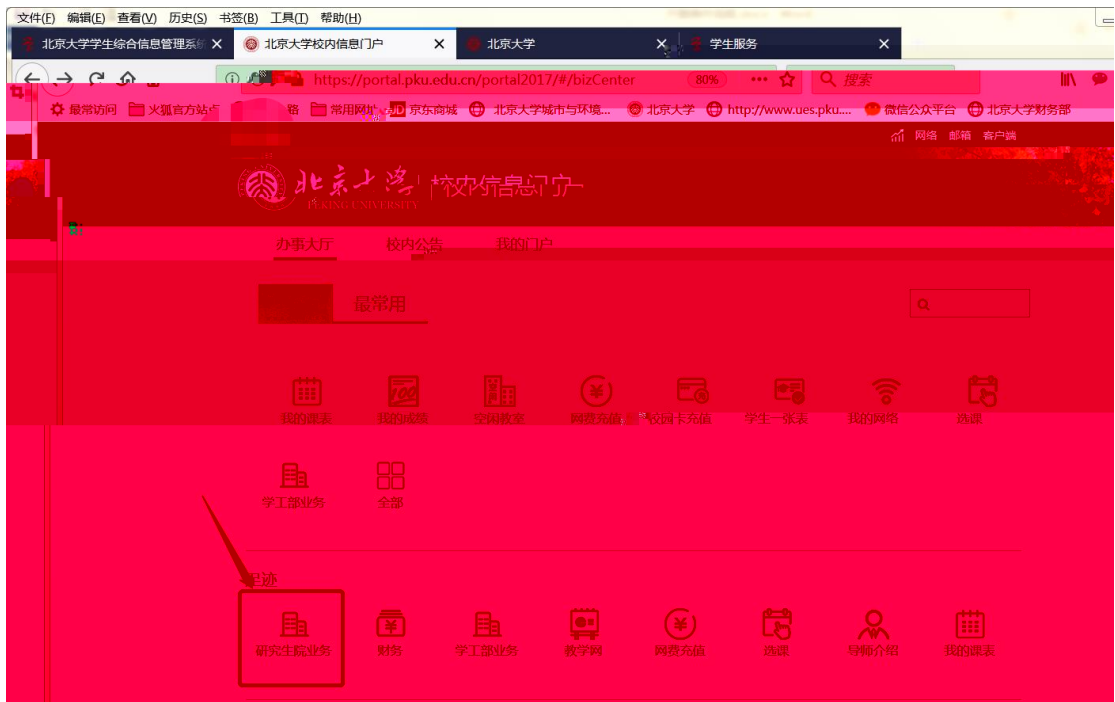 文件(F) 编辑(E) 查看(V) 历史(S) 书签(B) 工具(T) 帮助(H)
北京大学学生综合信息管理系统 北京大学校内信息门户 北京大学 学生服务
https://portal.pku.edu.cn/portal2017/#/bizCenter 80% 搜索
最常访问 火狐官方站点 常用网址 京东商城 北京大学城市与环境... 北京大学 http://www.ues.pku.... 微信公众平台 北京大学财务部
网络 邮箱 客户端
北京大学 校内信息门户
PEKING UNIVERSITY
办事大厅 校内公告 我的门户
最常用
我的课表 我的成绩 空闲教室 网费充值 校园卡充值 学生一张表 我的网络 选课
学工部业务 全部
足迹
研究生院业务 财务 学工部业务 教学网 网费充值 选课 导师介绍 我的课表